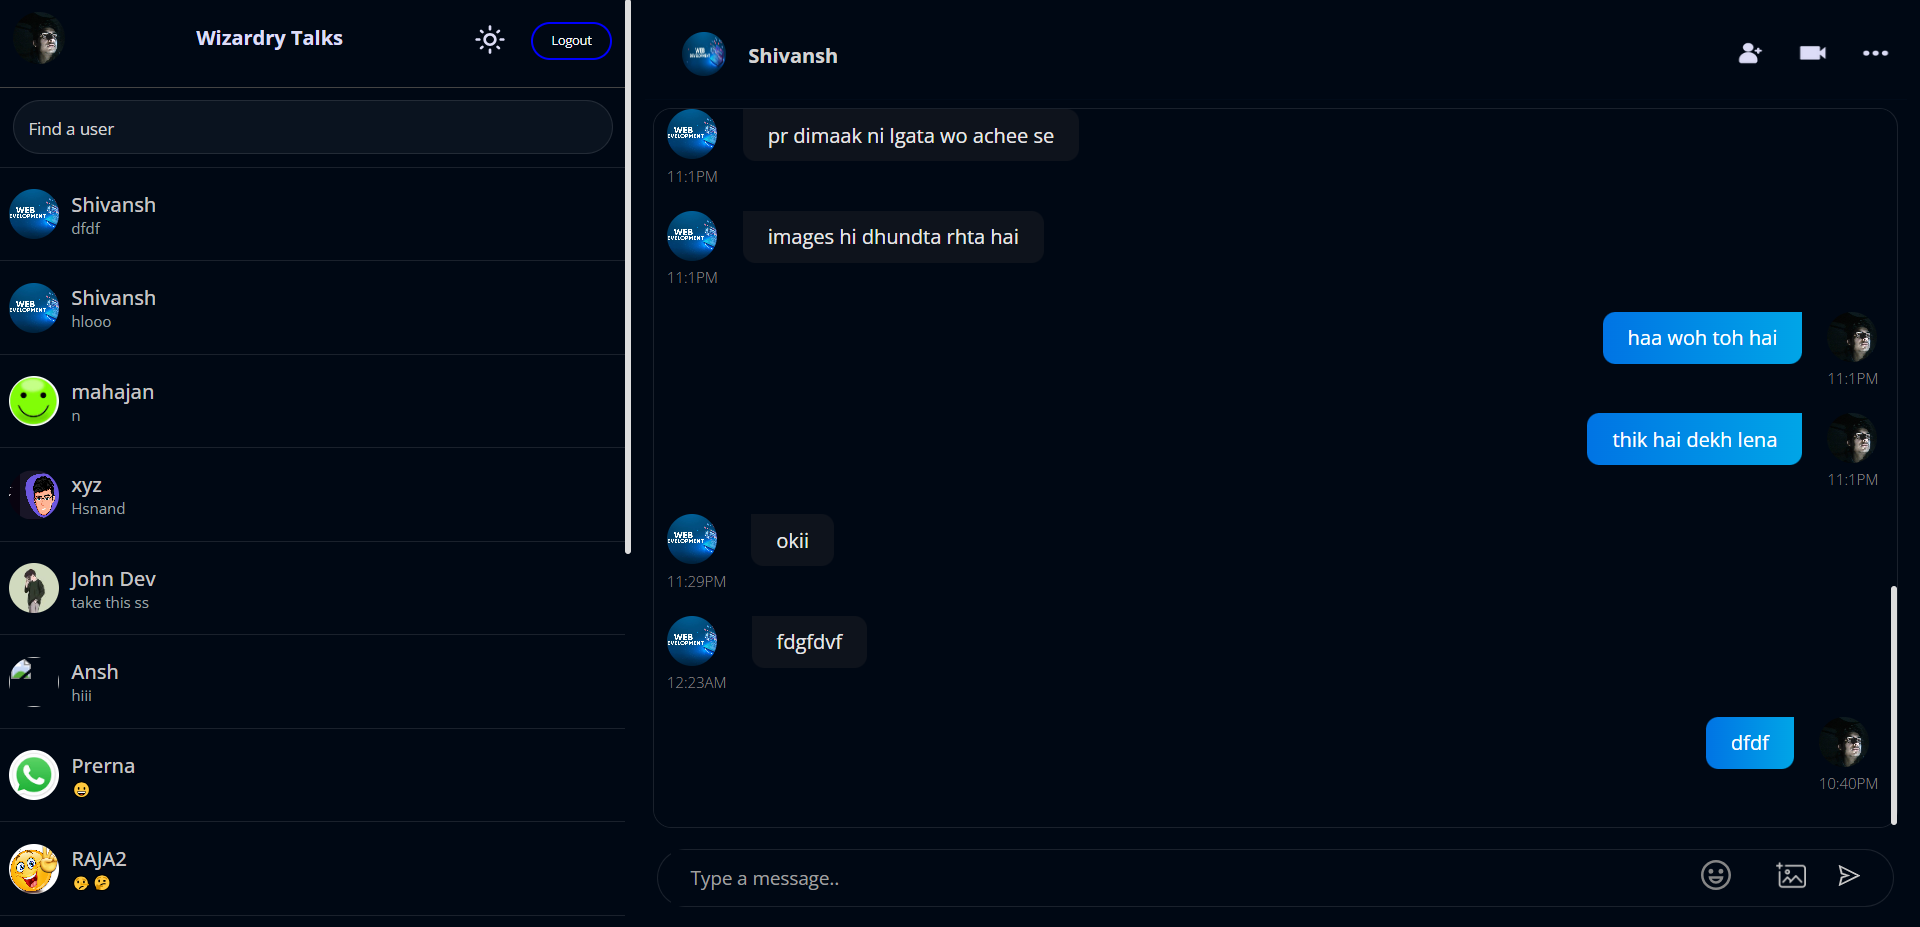 Wizardry Talks
Logout
Find a user
Shivansh
dfdf
Shivansh
hlooo
mahajan
n
xyz
Hsnand
John Dev
take this ss
Ansh
hiii
Prerna
😀
RAJA2
🤔 🤔
Shivansh
pr dimaak ni lgata wo achee se
11:1PM
images hi dhundta rhta hai
11:1PM
haa woh toh hai
11:1PM
thik hai dekh lena
11:1PM
okii
11:29PM
fdgfdvf
12:23AM
dfdf
10:40PM
Type a message..